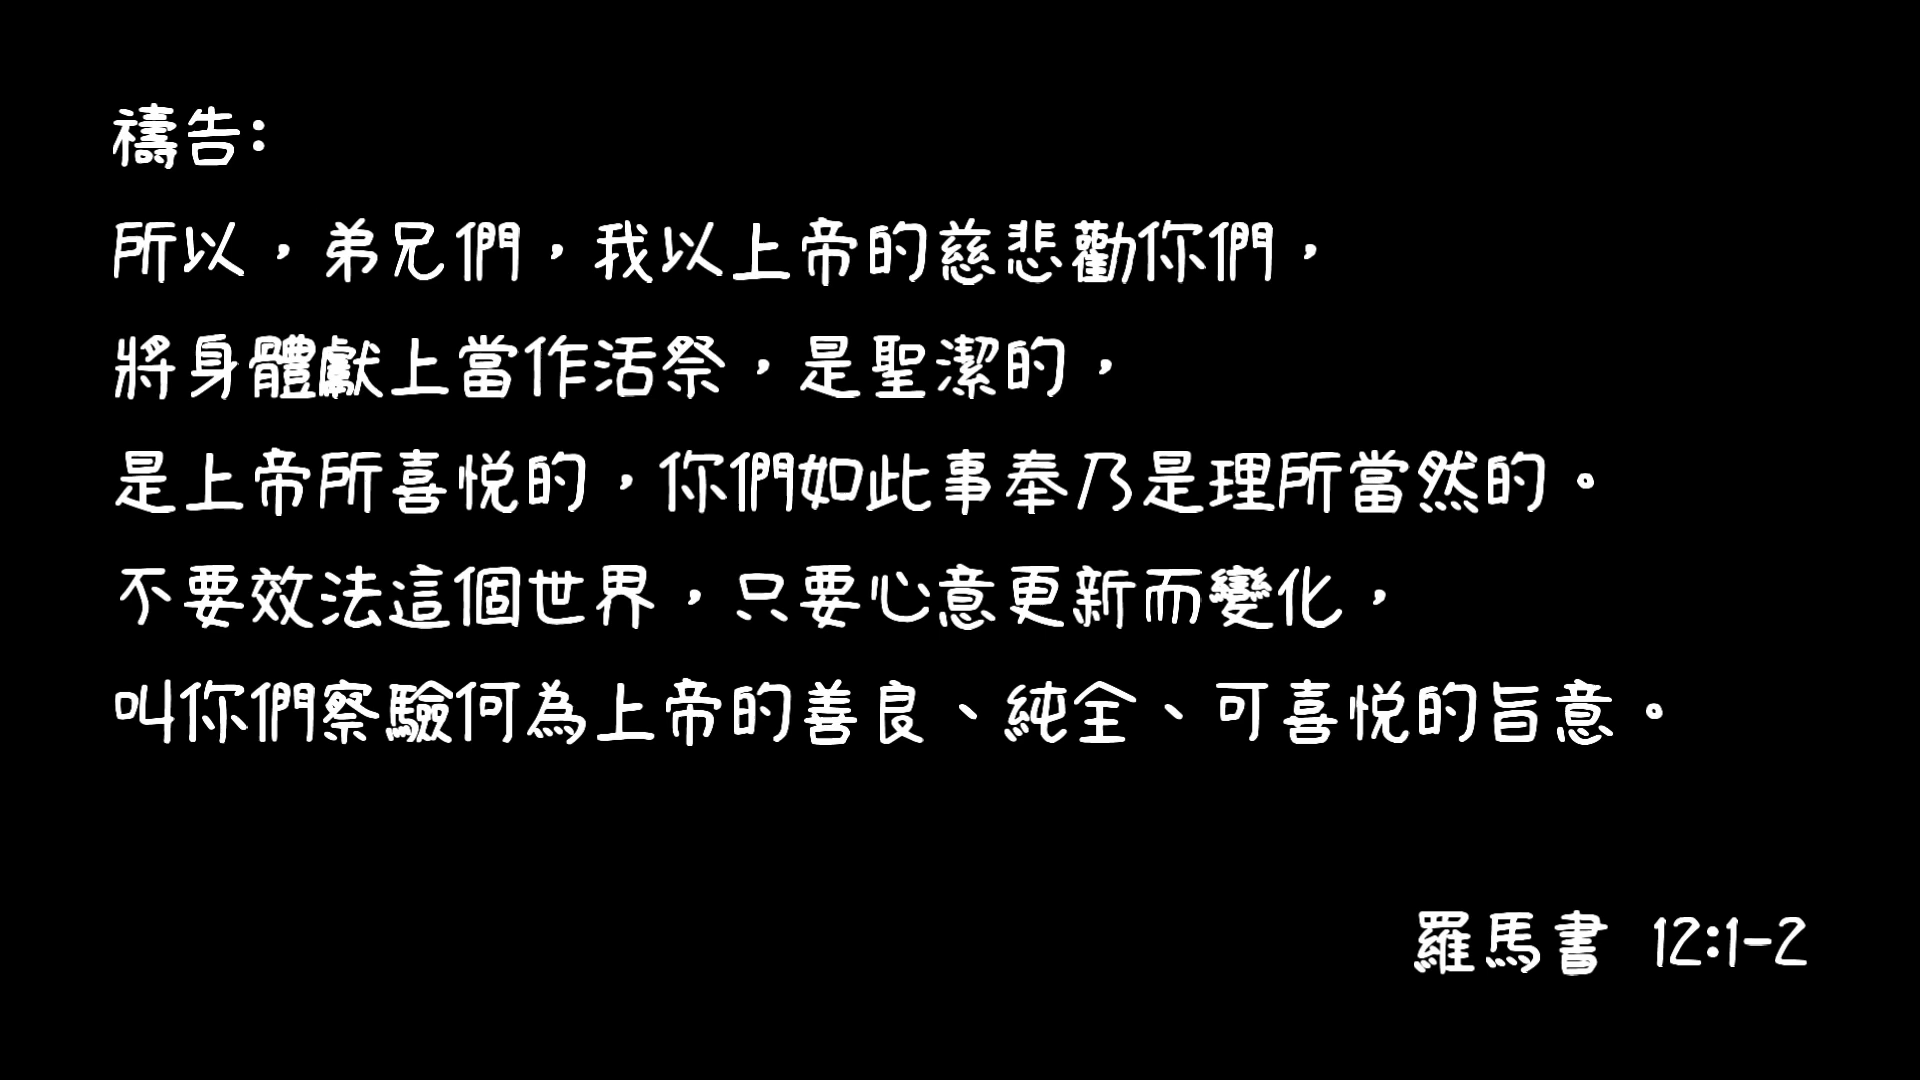 禱告:
所以，弟兄們，我以上帝的慈悲勸你們，
將身體獻上當作活祭，是聖潔的，
是上帝所喜悅的，你們如此事奉乃是理所當然的。
不要效法這個世界，只要心意更新而變化，
叫你們察驗何為上帝的善良、純全、可喜悅的旨意。
羅馬書 12:1-2